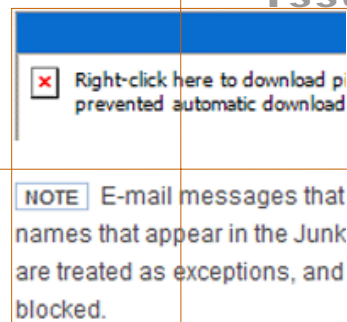 Right-click here to download
prevented automatic download
NOTE E-mail messages that
names that appear in the Junk
are treated as exceptions, and
blocked.